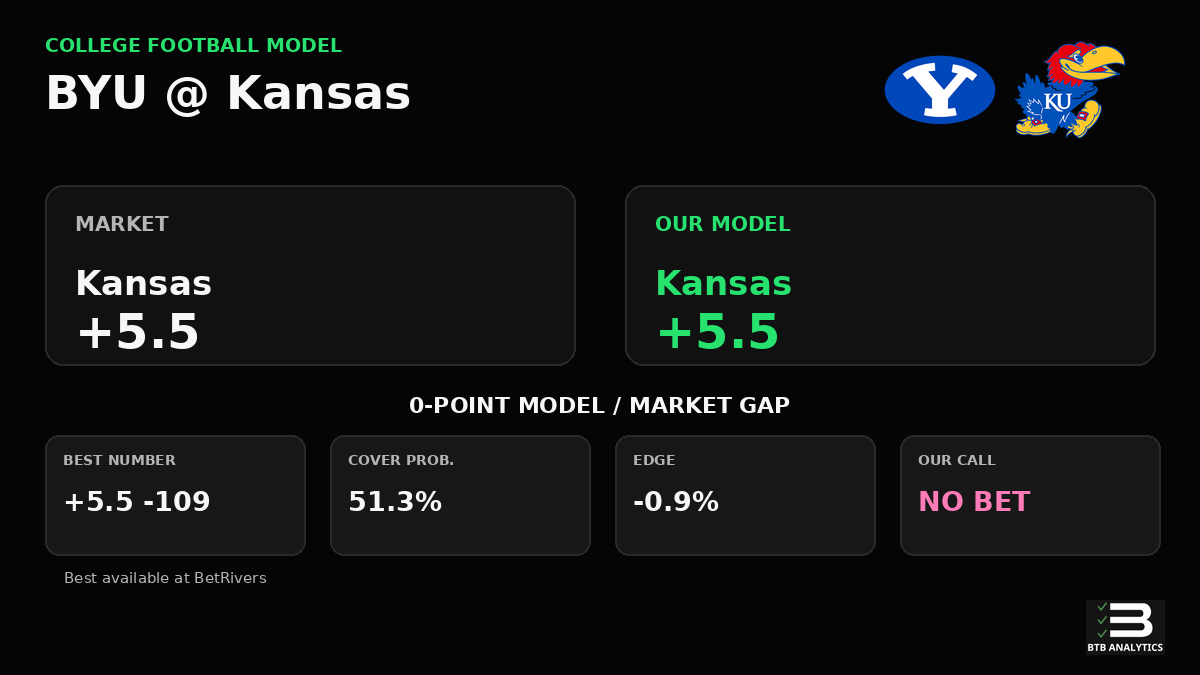 COLLEGE FOOTBALL MODEL
BYU @ Kansas
Y
KU
MARKET
Kansas
+5.5
OUR MODEL
Kansas
+5.5
0-POINT MODEL / MARKET GAP
BEST NUMBER
+5.5 -109
COVER PROB.
51.3%
EDGE
-0.9%
OUR CALL
NO BET
Best available at BetRivers
B
BTB ANALYTICS